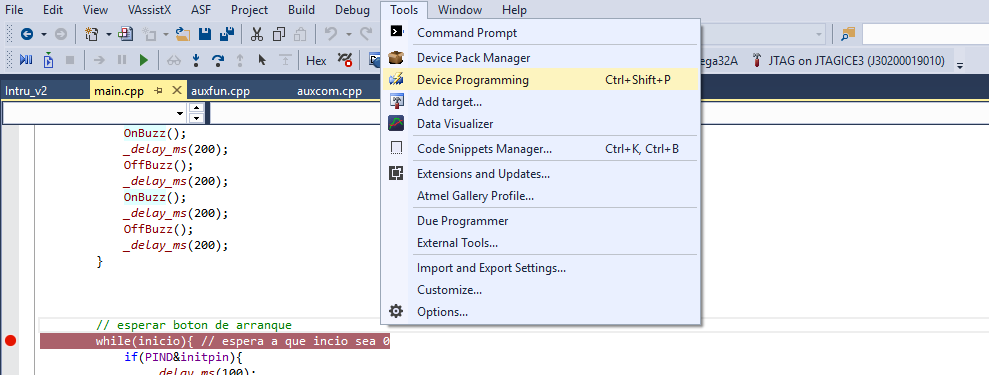 File Edit View VAssistX ASF Project Build Debug Tools Window Help
Hex
ega32A JTAG on JTAGICE3 (J30200019010)
Intru_v2 main.cpp auxfun.cpp auxcom.cpp
Command Prompt
Device Pack Manager
Device Programming Ctrl+Shift+P
Add target...
Data Visualizer
Code Snippets Manager... Ctrl+K, Ctrl+B
Extensions and Updates...
Atmel Gallery Profile...
Due Programmer
External Tools...
Import and Export Settings...
Customize...
Options...
OnBuzz();
_delay_ms(200);
OffBuzz();
_delay_ms(200);
OnBuzz();
_delay_ms(200);
OffBuzz();
_delay_ms(200);
}
// esperar boton de arranque
while(inicio){ // espera a que incio sea 0
if(PIND&initpin){
_delay_ms(100);